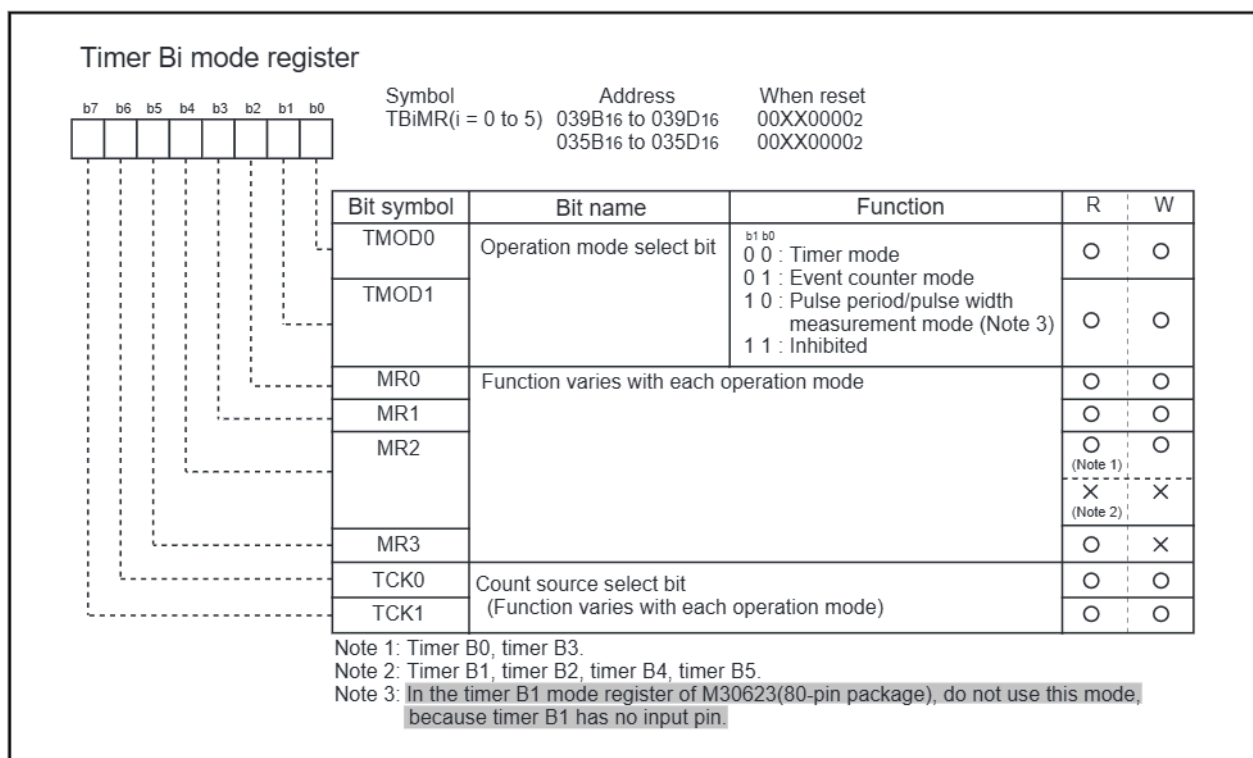 Timer Bi mode register
b7 b6 b5 b4 b3 b2 b1 b0
Symbol Address When reset
TBiMR(i = 0 to 5) 039B16 to 039D16 00XX00002
035B16 to 035D16 00XX00002
Bit symbol Bit name Function R W
TMOD0 Operation mode select bit b1 b0
0 0 : Timer mode O O
0 1 : Event counter mode
TMOD1 1 0 : Pulse period/pulse width
measurement mode (Note 3) O O
1 1 : Inhibited
MR0 Function varies with each operation mode O O
MR1 O O
MR2 O O
(Note 1)
X X
(Note 2)
MR3 O X
TCK0 Count source select bit O O
TCK1 (Function varies with each operation mode) O O
Note 1: Timer B0, timer B3.
Note 2: Timer B1, timer B2, timer B4, timer B5.
Note 3: In the timer B1 mode register of M30623(80-pin package), do not use this mode,
because timer B1 has no input pin.